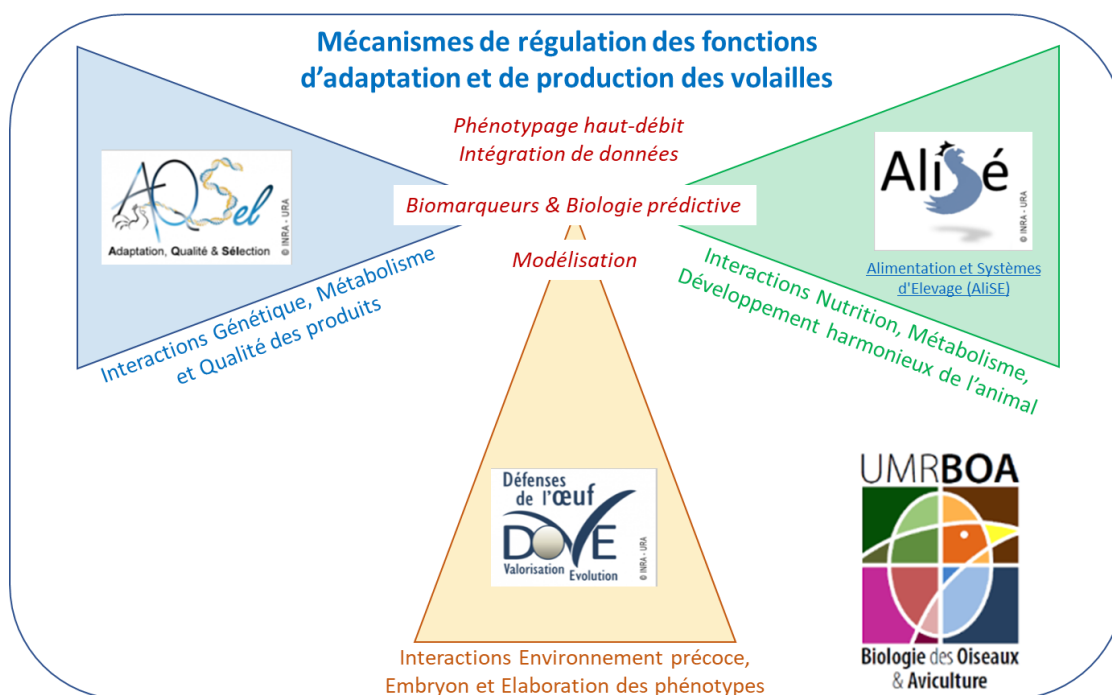 Mécanismes de régulation des fonctions
d'adaptation et de production des volailles
Phénotypage haut-débit
Intégration de données
Biomarqueurs & Biologie prédictive
Modélisation
AQSel
Adaptation, Qualité & Sélection
© INRA - URA
Interactions Génétique, Métabolisme
et Qualité des produits
AliSé
© INRA - URA
Alimentation et Systèmes
d'Elevage (AliSE)
Interactions Nutrition, Métabolisme,
Développement harmonieux de l'animal
Défenses
de l'œuf
DOVE
Valorisation Evolution
© INRA - URA
Interactions Environnement précoce,
Embryon et Elaboration des phénotypes
UMRBOA
Biologie des Oiseaux
& Aviculture